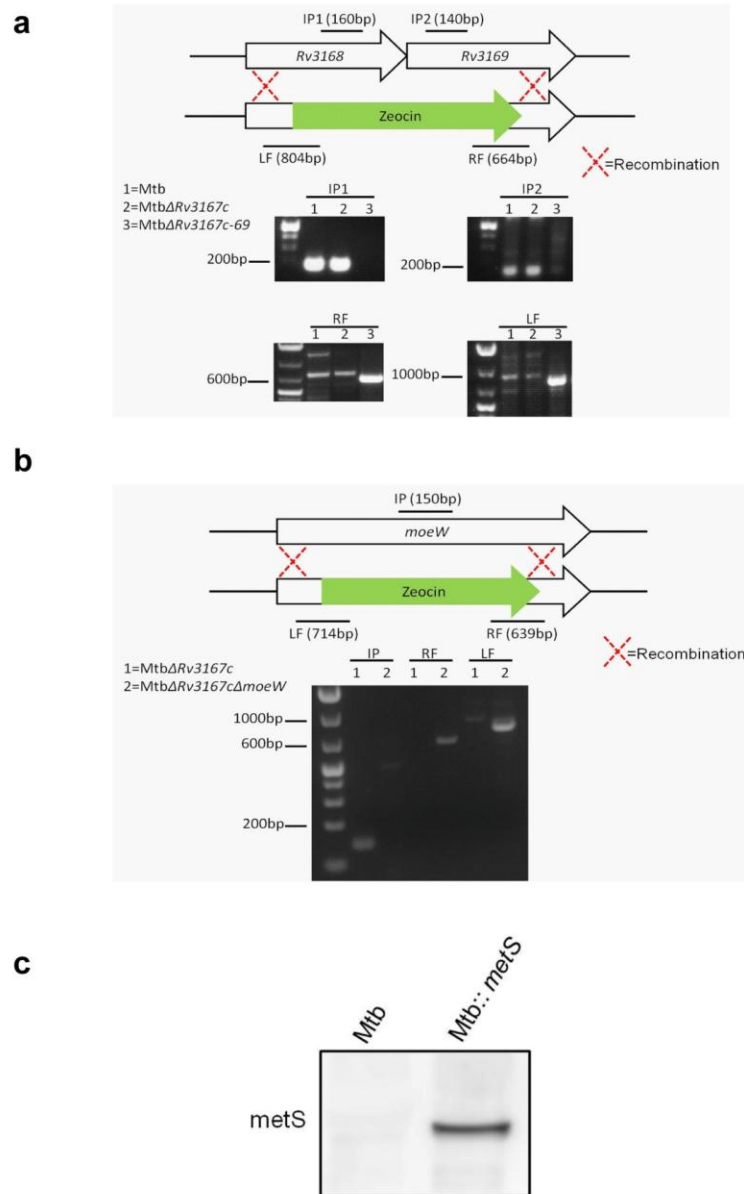 a
IP1 (160bp) IP2 (140bp)
Rv3168 Rv3169
Zeocin
LF (804bp) RF (664bp)
=Recombination
1=Mtb
2=MtbΔRv3167c
3=MtbΔRv3167c-69
IP1 IP2
1 2 3 1 2 3
200bp 200bp
RF LF
1 2 3 1 2 3
600bp 1000bp
b
IP (150bp)
moeW
Zeocin
LF (714bp) RF (639bp)
=Recombination
1=MtbΔRv3167c
2=MtbΔRv3167cΔmoeW
IP RF LF
1 2 1 2 1 2
1000bp
600bp
200bp
c
Mtb Mtb:: metS
metS